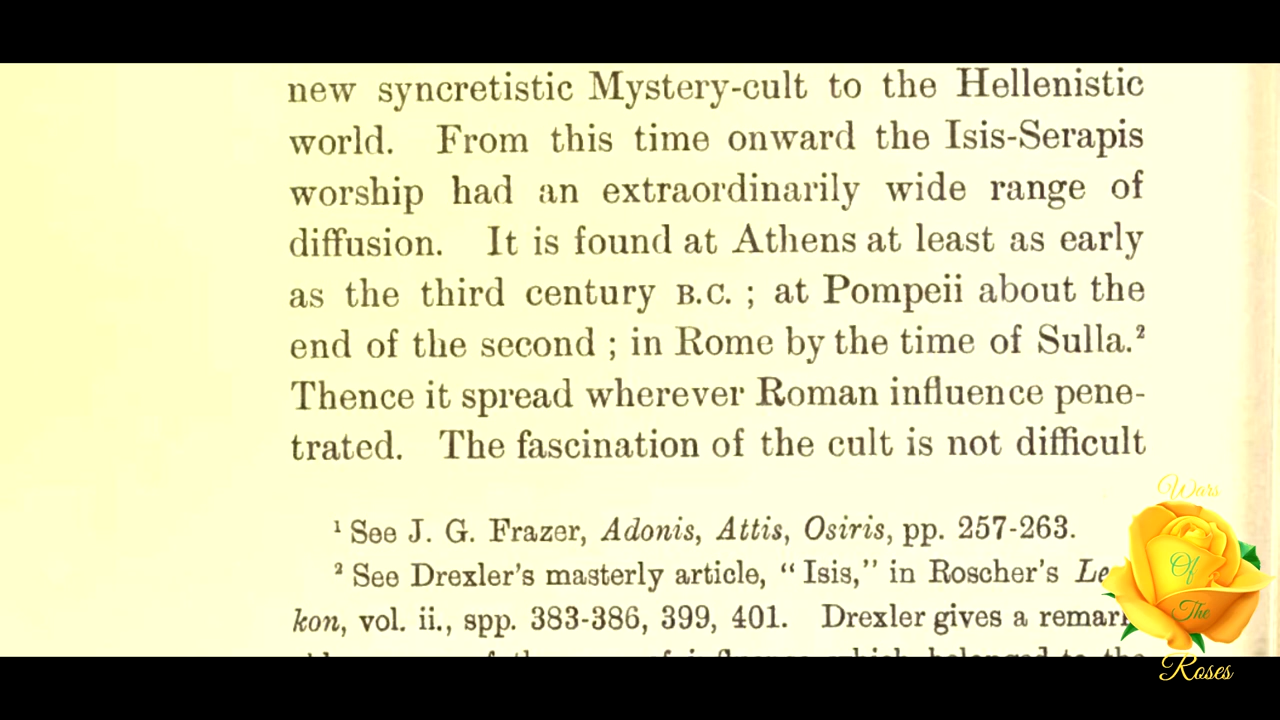 new syncretistic Mystery-cult to the Hellenistic
world. From this time onward the Isis-Serapis
worship had an extraordinarily wide range of
diffusion. It is found at Athens at least as early
as the third century B.C. ; at Pompeii about the
end of the second ; in Rome by the time of Sulla.²
Thence it spread wherever Roman influence pene-
trated. The fascination of the cult is not difficult
¹ See J. G. Frazer, Adonis, Attis, Osiris, pp. 257-263.
² See Drexler's masterly article, “ Isis,” in Roscher's
kon, vol. ii., spp. 383-386, 399, 401. Drexler gives a
Wars
Of
The
Roses